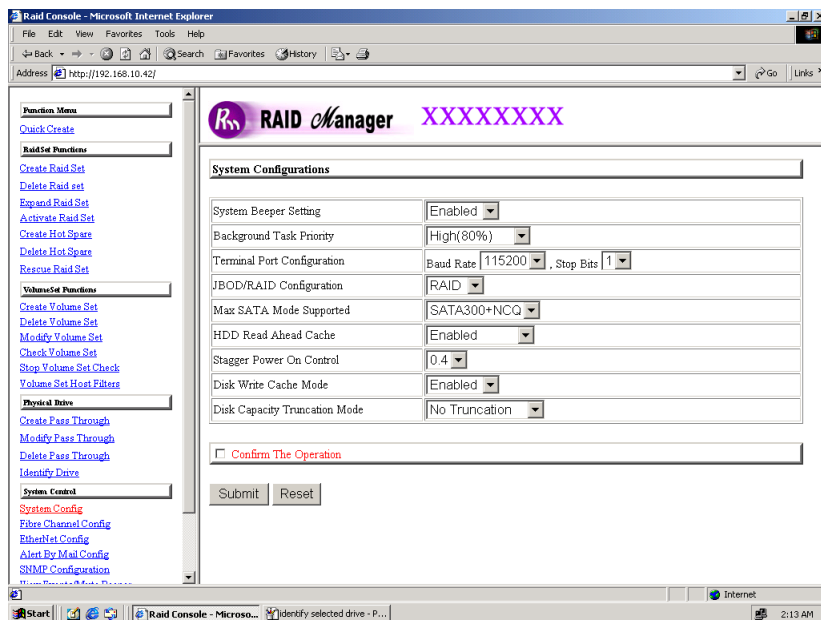 Raid Console - Microsoft Internet Explorer
File Edit View Favorites Tools Help
Back Search Favorites History
Address http://192.168.10.42/ Go Links
Function Menu
Quick Create
RaidSet Functions
Create Raid Set
Delete Raid set
Expand Raid Set
Activate Raid Set
Create Hot Spare
Delete Hot Spare
Rescue Raid Set
VolumeSet Functions
Create Volume Set
Delete Volume Set
Modify Volume Set
Check Volume Set
Stop Volume Set Check
Volume Set Host Filters
Physical Drive
Create Pass Through
Modify Pass Through
Delete Pass Through
Identify Drive
System Control
System Config
Fibre Channel Config
EtherNet Config
Alert By Mail Config
SNMP Configuration
Rm RAID Manager XXXXXXXX
System Configurations
System Beeper Setting Enabled
Background Task Priority High(80%)
Terminal Port Configuration Baud Rate 115200 , Stop Bits 1
JBOD/RAID Configuration RAID
Max SATA Mode Supported SATA300+NCQ
HDD Read Ahead Cache Enabled
Stagger Power On Control 0.4
Disk Write Cache Mode Enabled
Disk Capacity Truncation Mode No Truncation
Confirm The Operation
Submit Reset
Internet
Start Raid Console - Microso... identify selected drive - P... 2:13 AM